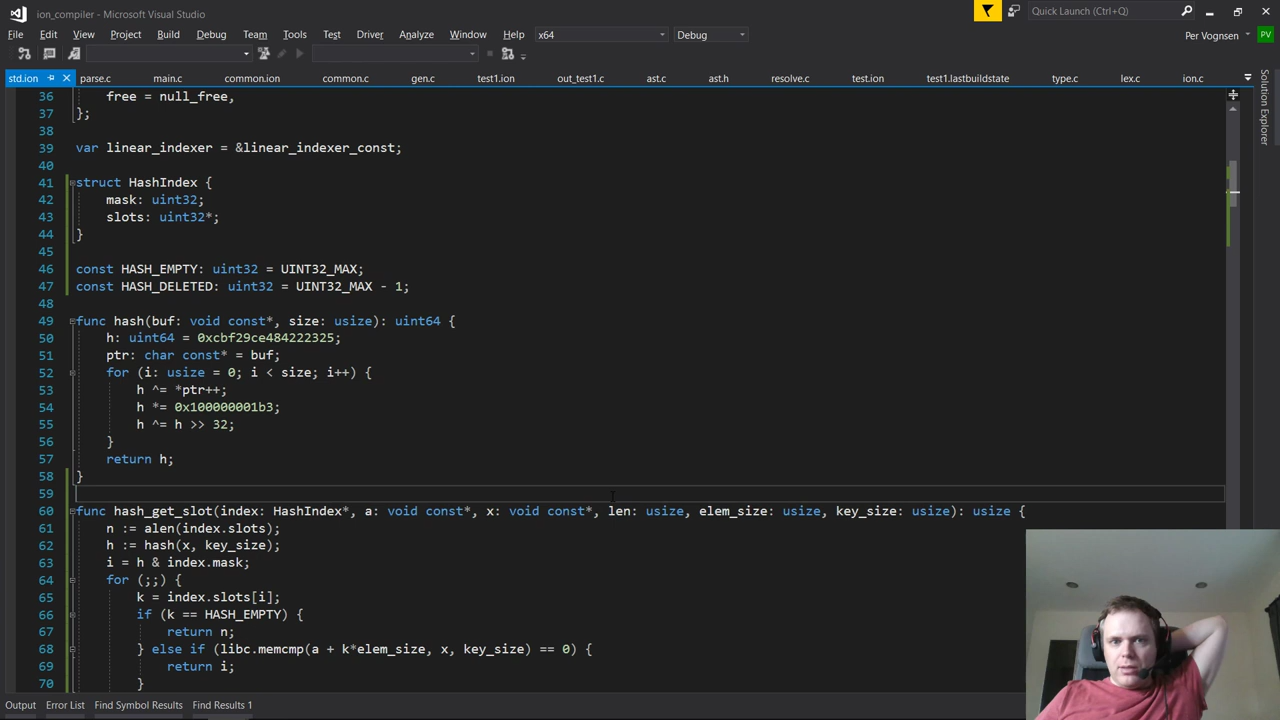 ion_compiler - Microsoft Visual Studio
Quick Launch (Ctrl+Q)
File Edit View Project Build Debug Team Tools Test Driver Analyze Window Help x64 Debug
Per Vognsen PV
std.ion parse.c main.c common.ion common.c gen.c test1.ion out_test1.c ast.c ast.h resolve.c test.ion test1.lastbuildstate type.c lex.c ion.c
Solution Explorer
36 free = null_free,
37 };
38
39 var linear_indexer = &linear_indexer_const;
40
41 struct HashIndex {
42 mask: uint32;
43 slots: uint32*;
44 }
45
46 const HASH_EMPTY: uint32 = UINT32_MAX;
47 const HASH_DELETED: uint32 = UINT32_MAX - 1;
48
49 func hash(buf: void const*, size: usize): uint64 {
50 h: uint64 = 0xcbf29ce484222325;
51 ptr: char const* = buf;
52 for (i: usize = 0; i < size; i++) {
53 h ^= *ptr++;
54 h *= 0x100000001b3;
55 h ^= h >> 32;
56 }
57 return h;
58 }
59
60 func hash_get_slot(index: HashIndex*, a: void const*, x: void const*, len: usize, elem_size: usize, key_size: usize): usize {
61 n := alen(index.slots);
62 h := hash(x, key_size);
63 i = h & index.mask;
64 for (;;) {
65 k = index.slots[i];
66 if (k == HASH_EMPTY) {
67 return n;
68 } else if (libc.memcmp(a + k*elem_size, x, key_size) == 0) {
69 return i;
70 }
Output Error List Find Symbol Results Find Results 1